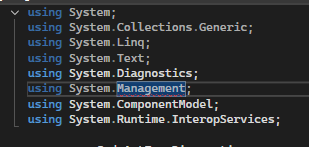 using System;
using System.Collections.Generic;
using System.Linq;
using System.Text;
using System.Diagnostics;
using System.Management;
using System.ComponentModel;
using System.Runtime.InteropServices;